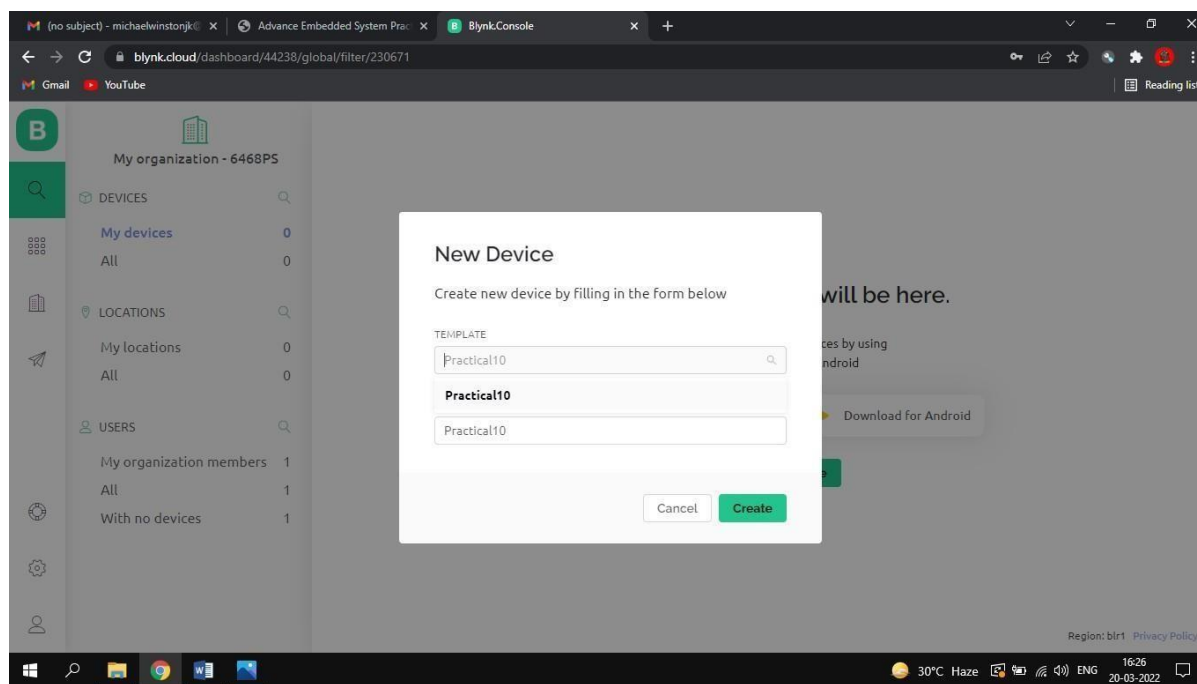 (no subject) - michaelwinstonjk
Advance Embedded System Prac
B Blynk.Console
blynk.cloud/dashboard/44238/global/filter/230671
Gmail YouTube
Reading lis
B
My organization - 6468PS
DEVICES
My devices 0
All 0
LOCATIONS
My locations 0
All 0
USERS
My organization members 1
All 1
With no devices 1
New Device
Create new device by filling in the form below
TEMPLATE
Practical10
Practical10
Practical10
Cancel Create
will be here.
ces by using
ndroid
Download for Android
Region: blr1 Privacy Policy
30°C Haze ENG 16:26
20-03-2022